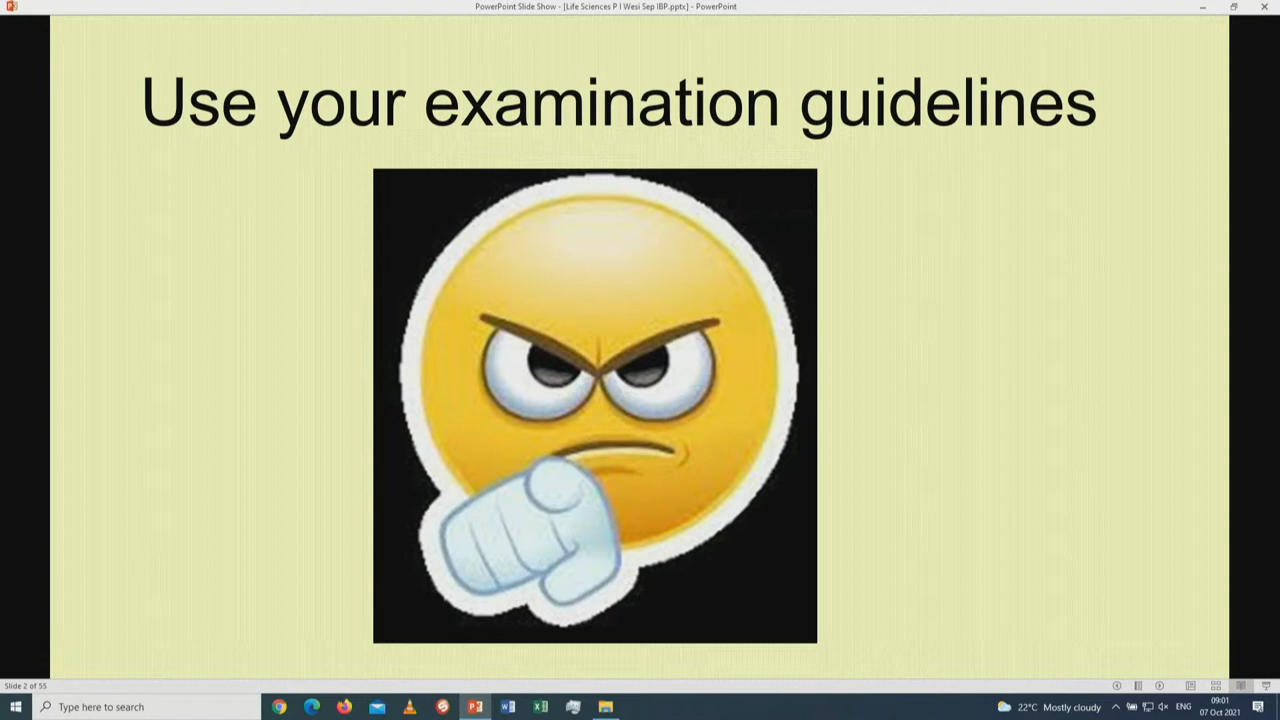 PowerPoint Slide Show - [Life Sciences P I Wesi Sep IBP.pptx] - PowerPoint
Use your examination guidelines
Slide 2 of 55
Type here to search
22°C Mostly cloudy
ENG
09:01
07 Oct 2021